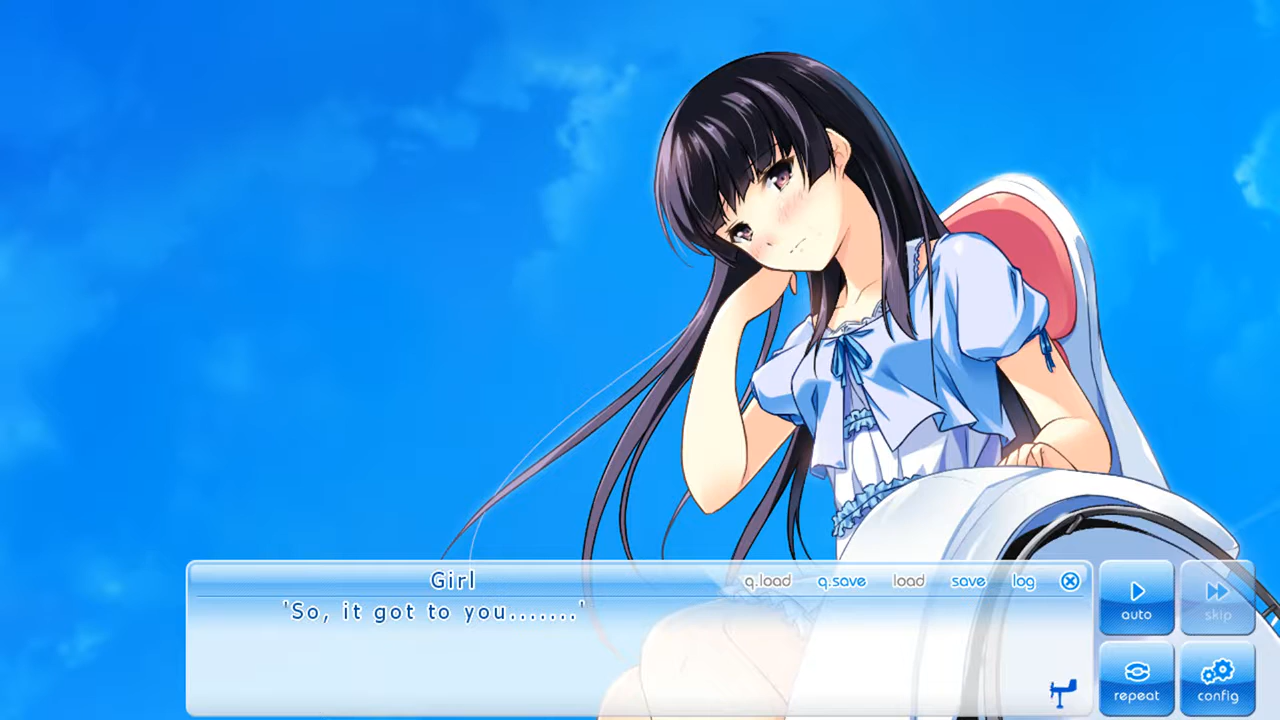 Girl
q.load q.save load save log
'So, it got to you.......'
auto
skip
repeat
config